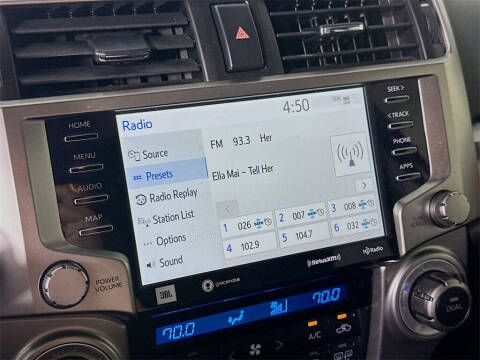 4:50
Radio
HOME
MENU
AUDIO
MAP
POWER
VOLUME
Source
Presets
Radio Replay
Station List
Options
Sound
FM 93.3 Her
Ella Mai – Tell Her
1 026 2 007 3 008
4 102.9 5 104.7 6 032
SiriusXM
HD Radio
JBL
gracenote
SEEK >
< TRACK
PHONE
APPS
TUNE
SCROLL
70.0 70.0
A/C
DUAL